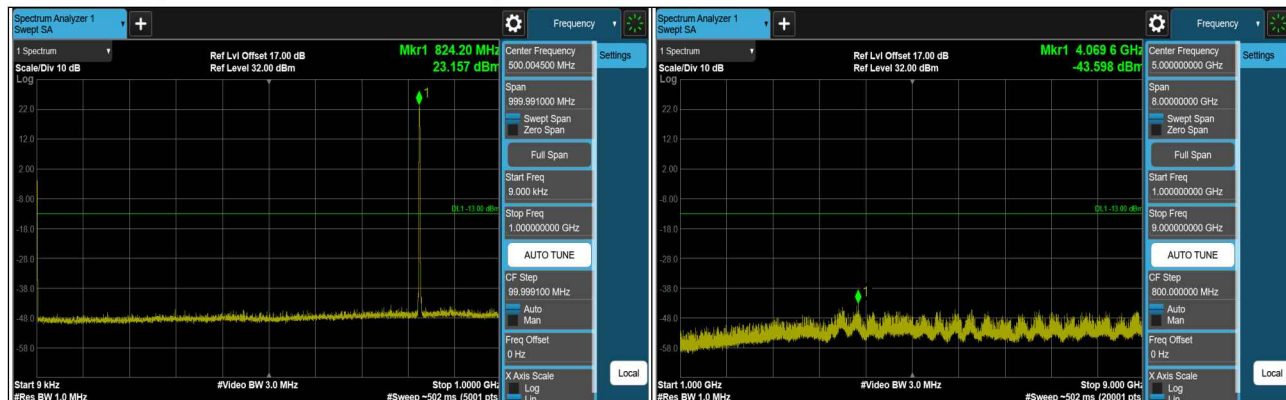 Spectrum Analyzer 1
Swept SA
+
Frequency
1 Spectrum
Scale/Div 10 dB
Ref Lvl Offset 17.00 dB
Ref Level 32.00 dBm
Mkr1 824.20 MHz
23.157 dBm
Log
1
22.0
12.0
2.00
-8.00
DL1 -13.00 dBm
-18.0
-28.0
-38.0
-48.0
-58.0
Start 9 kHz
#Video BW 3.0 MHz
Stop 1.0000 GHz
#Res BW 1.0 MHz
#Sweep ~502 ms (5001 pts
Center Frequency
500.004500 MHz
Settings
Span
999.991000 MHz
Swept Span
Zero Span
Full Span
Start Freq
9.000 kHz
Stop Freq
1.000000000 GHz
AUTO TUNE
CF Step
99.999100 MHz
Auto
Man
Freq Offset
0 Hz
X Axis Scale
Log
Lin
Local
Spectrum Analyzer 1
Swept SA
+
Frequency
1 Spectrum
Scale/Div 10 dB
Ref Lvl Offset 17.00 dB
Ref Level 32.00 dBm
Mkr1 4.069 6 GHz
-43.598 dBm
Log
22.0
12.0
2.00
-8.00
DL1 -13.00 dBm
-18.0
-28.0
-38.0
1
-48.0
-58.0
Start 1.000 GHz
#Video BW 3.0 MHz
Stop 9.000 GHz
#Res BW 1.0 MHz
#Sweep ~502 ms (20001 pts
Center Frequency
5.000000000 GHz
Settings
Span
8.00000000 GHz
Swept Span
Zero Span
Full Span
Start Freq
1.000000000 GHz
Stop Freq
9.000000000 GHz
AUTO TUNE
CF Step
800.000000 MHz
Auto
Man
Freq Offset
0 Hz
X Axis Scale
Log
Lin
Local